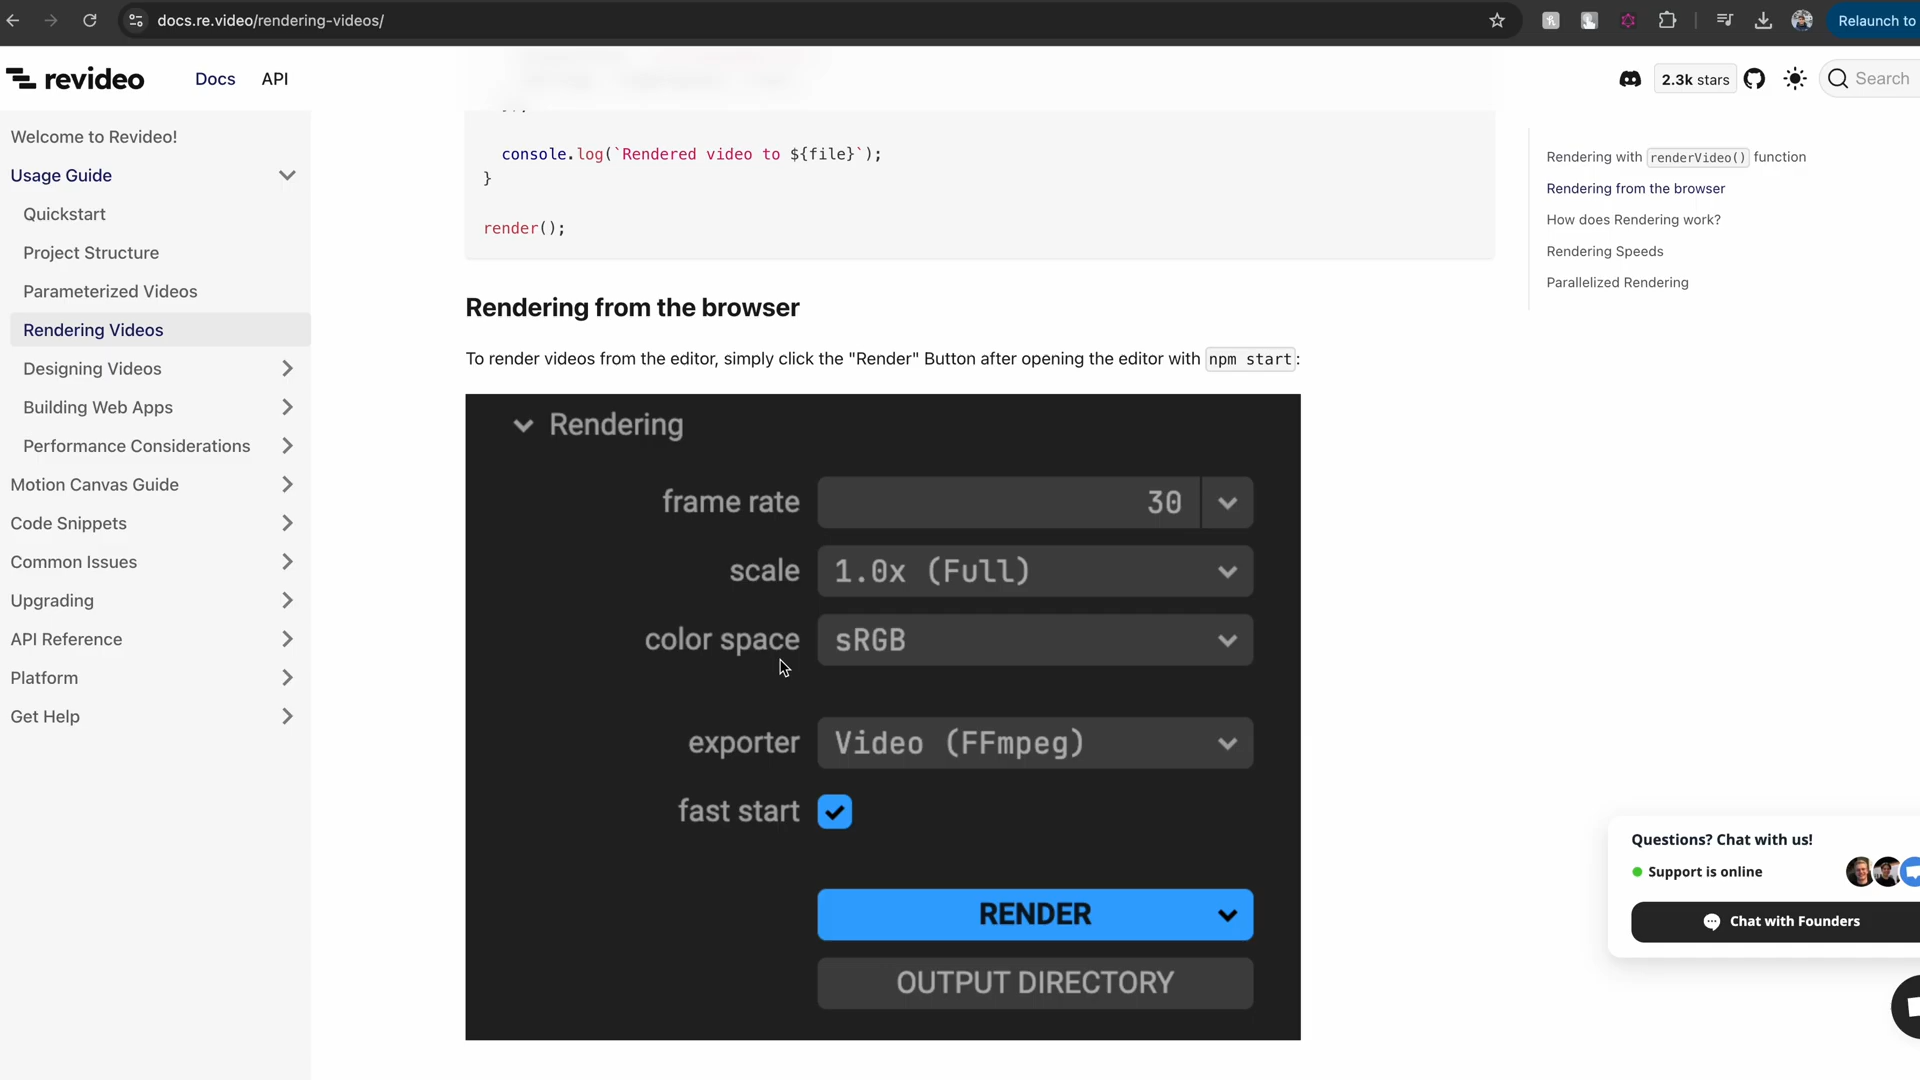 docs.re.video/rendering-videos/
Relaunch to
revideo
Docs
API
2.3k stars
Search
Welcome to Revideo!
Usage Guide
Quickstart
Project Structure
Parameterized Videos
Rendering Videos
Designing Videos
Building Web Apps
Performance Considerations
Motion Canvas Guide
Code Snippets
Common Issues
Upgrading
API Reference
Platform
Get Help
console.log(`Rendered video to ${file}`);
}
render();
Rendering from the browser
To render videos from the editor, simply click the "Render" Button after opening the editor with npm start:
Rendering
frame rate 30
scale 1.0x (Full)
color space sRGB
exporter Video (FFmpeg)
fast start
RENDER
OUTPUT DIRECTORY
Rendering with renderVideo() function
Rendering from the browser
How does Rendering work?
Rendering Speeds
Parallelized Rendering
Questions? Chat with us!
Support is online
Chat with Founders